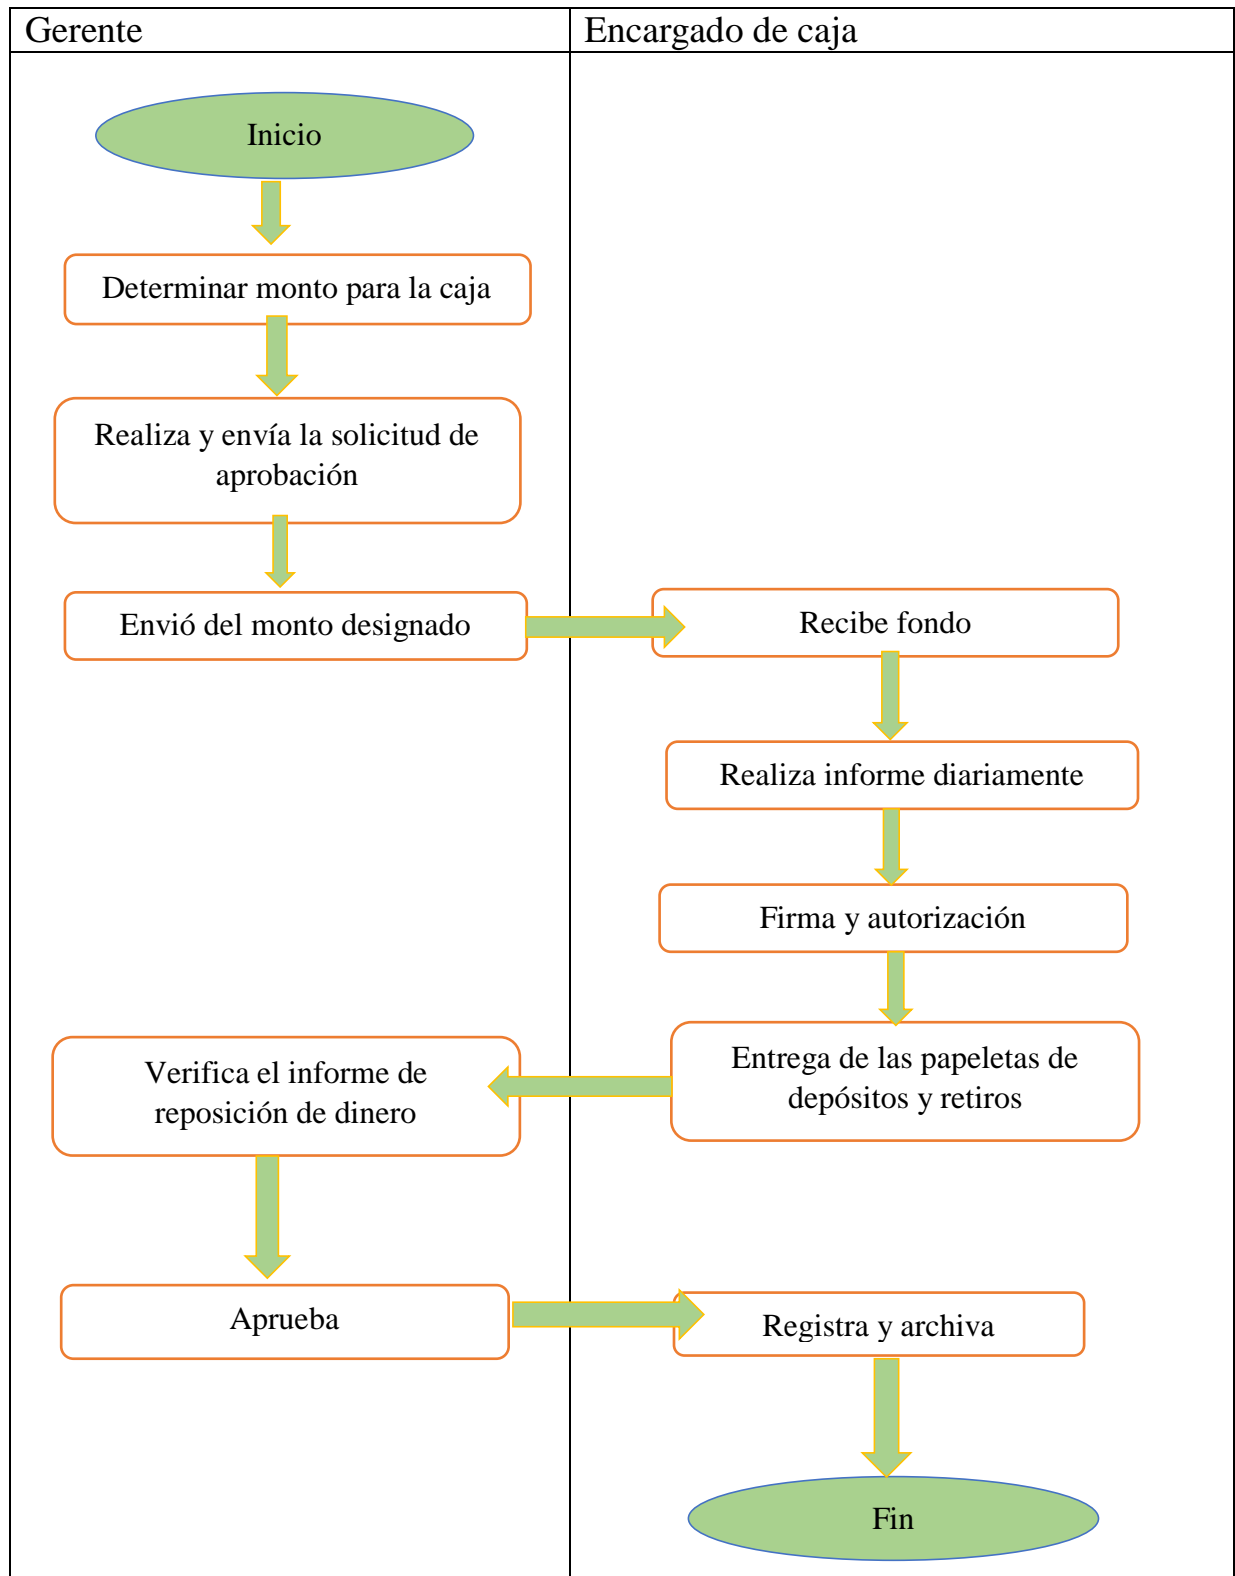 Gerente
Encargado de caja
Inicio
Determinar monto para la caja
Realiza y envía la solicitud de
aprobación
Envió del monto designado
Recibe fondo
Realiza informe diariamente
Firma y autorización
Entrega de las papeletas de
depósitos y retiros
Verifica el informe de
reposición de dinero
Aprueba
Registra y archiva
Fin